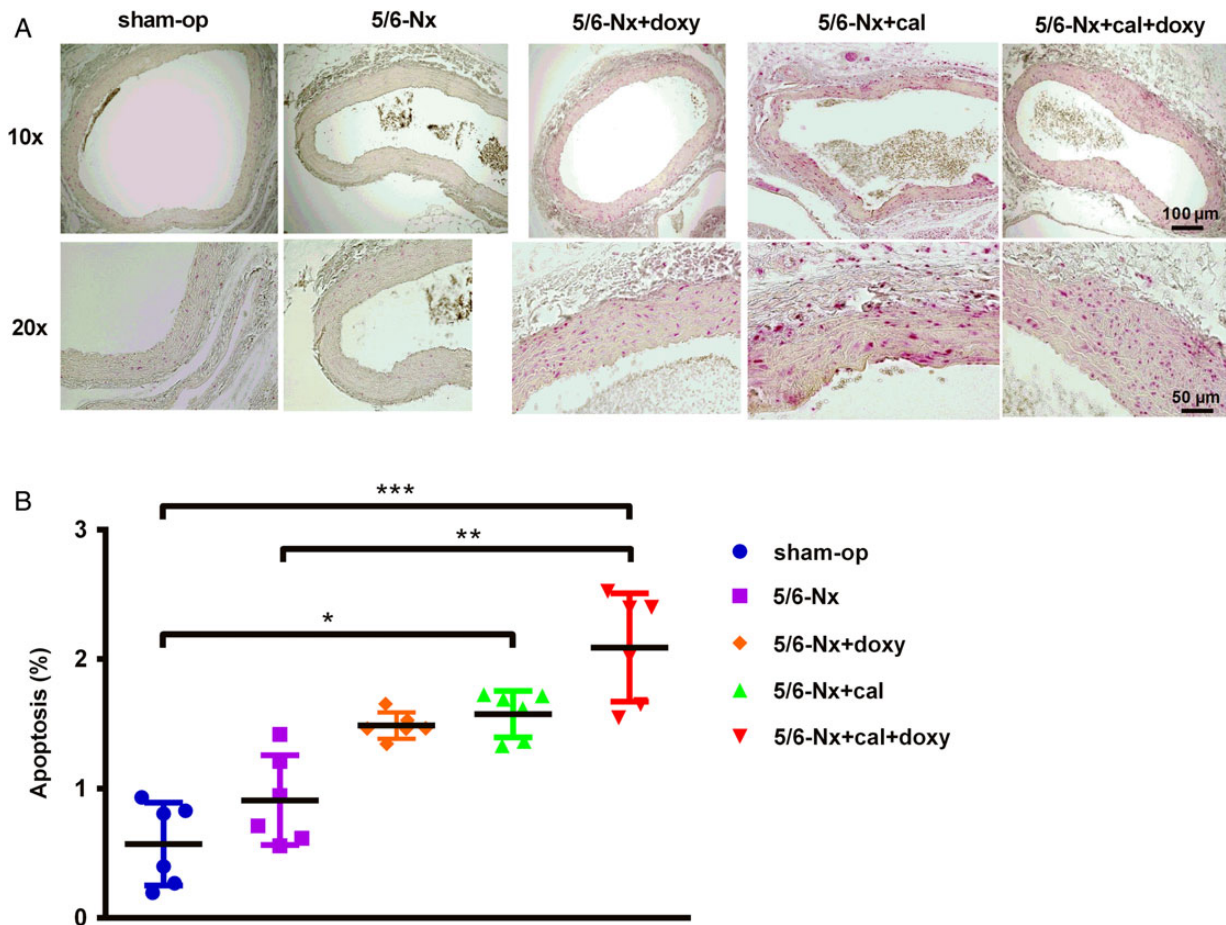 A
sham-op 5/6-Nx 5/6-Nx+doxy 5/6-Nx+cal 5/6-Nx+cal+doxy
10x
100 µm
20x
50 µm
B
***
**
*
3
2
1
0
Apoptosis (%)
sham-op
5/6-Nx
5/6-Nx+doxy
5/6-Nx+cal
5/6-Nx+cal+doxy